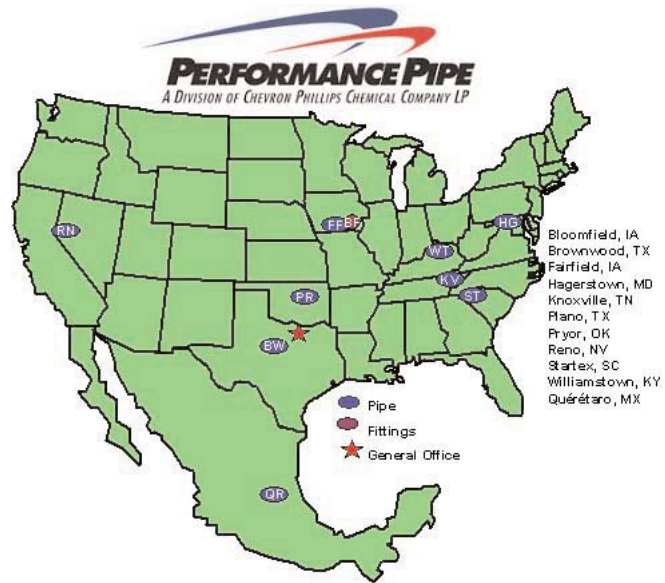 PERFORMANCE PIPE
A DIVISION OF CHEVRON PHILLIPS CHEMICAL COMPANY LP
RN
FF BF
HG
WT
KV
PR
ST
BW
QR
Bloomfield, IA
Brownwood, TX
Fairfield, IA
Hagerstown, MD
Knoxville, TN
Plano, TX
Pryor, OK
Reno, NV
Startex, SC
Williamstown, KY
Quérétaro, MX
Pipe
Fittings
General Office